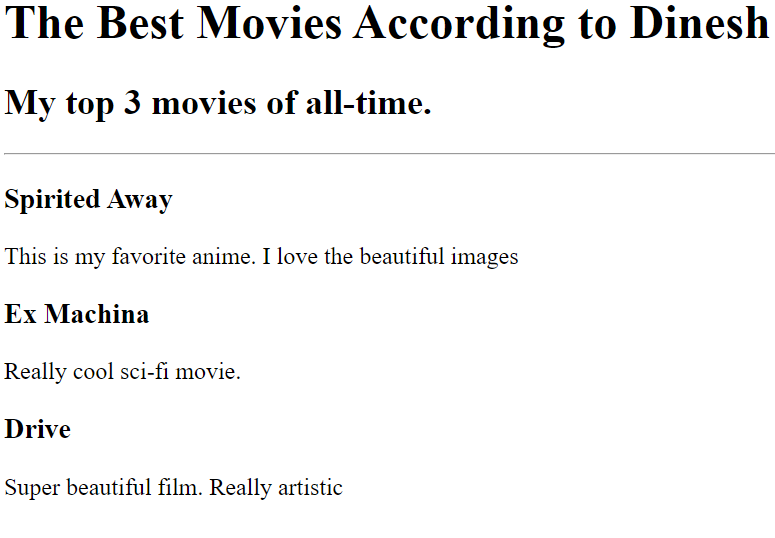 The Best Movies According to Dinesh
My top 3 movies of all-time.
Spirited Away
This is my favorite anime. I love the beautiful images
Ex Machina
Really cool sci-fi movie.
Drive
Super beautiful film. Really artistic